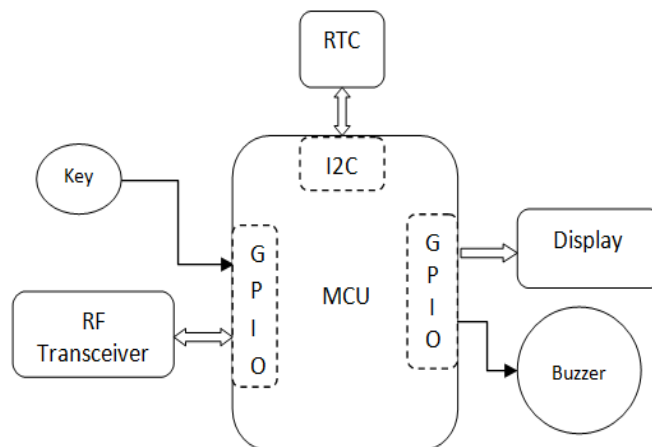 RTC
I2C
Key
G
P
I
O
MCU
G
P
I
O
Display
RF
Transceiver
Buzzer